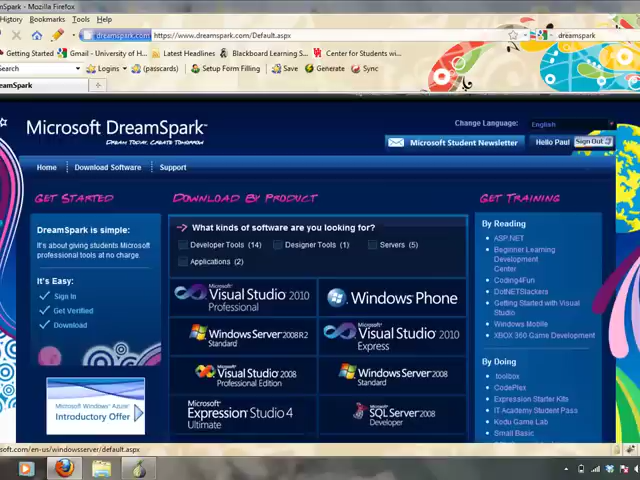 Spark - Mozilla Firefox
History Bookmarks Tools Help
dreamspark.com https://www.dreamspark.com/Default.aspx
dreamspark
Getting Started Gmail - University of H... Latest Headlines Blackboard Learning S... Center for Students wi...
Search Logins (passcards) Setup Form Filling Save Generate Sync
reamSpark
Microsoft DreamSpark™
Dream Today, Create Tomorrow
Change Language: English
Microsoft Student Newsletter
Hello Paul Sign Out
Home Download Software Support
Get Started
DreamSpark is simple:
It's about giving students Microsoft
professional tools at no charge.
It's Easy:
Sign In
Get Verified
Download
Microsoft Windows Azure
Introductory Offer
Download By Product
What kinds of software are you looking for?
Developer Tools (14) Designer Tools (1) Servers (5)
Applications (2)
Microsoft Visual Studio 2010
Professional
Windows Phone
Windows Server 2008 R2
Standard
Microsoft Visual Studio 2010
Express
Microsoft Visual Studio 2008
Professional Edition
Windows Server 2008
Standard
Microsoft
Expression Studio 4
Ultimate
Microsoft
SQL Server 2008
Developer
Get Training
By Reading
ASP.NET
Beginner Learning
Development
Center
Coding4Fun
DotNETSlackers
Getting Started with Visual
Studio
Windows Mobile
XBOX 360 Game Development
By Doing
toolbox
CodePlex
Expression Starter Kits
IT Academy Student Pass
Kodu Game Lab
Small Basic
soft.com/en-us/windowsserver/default.aspx